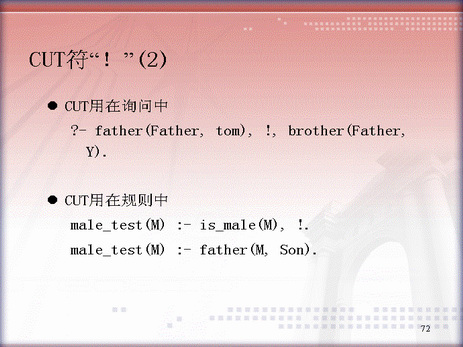 CUT符“！”(2)
● CUT用在询问中
?- father(Father, tom), !, brother(Father,
Y).
● CUT用在规则中
male_test(M) :- is_male(M), !.
male_test(M) :- father(M, Son).
72